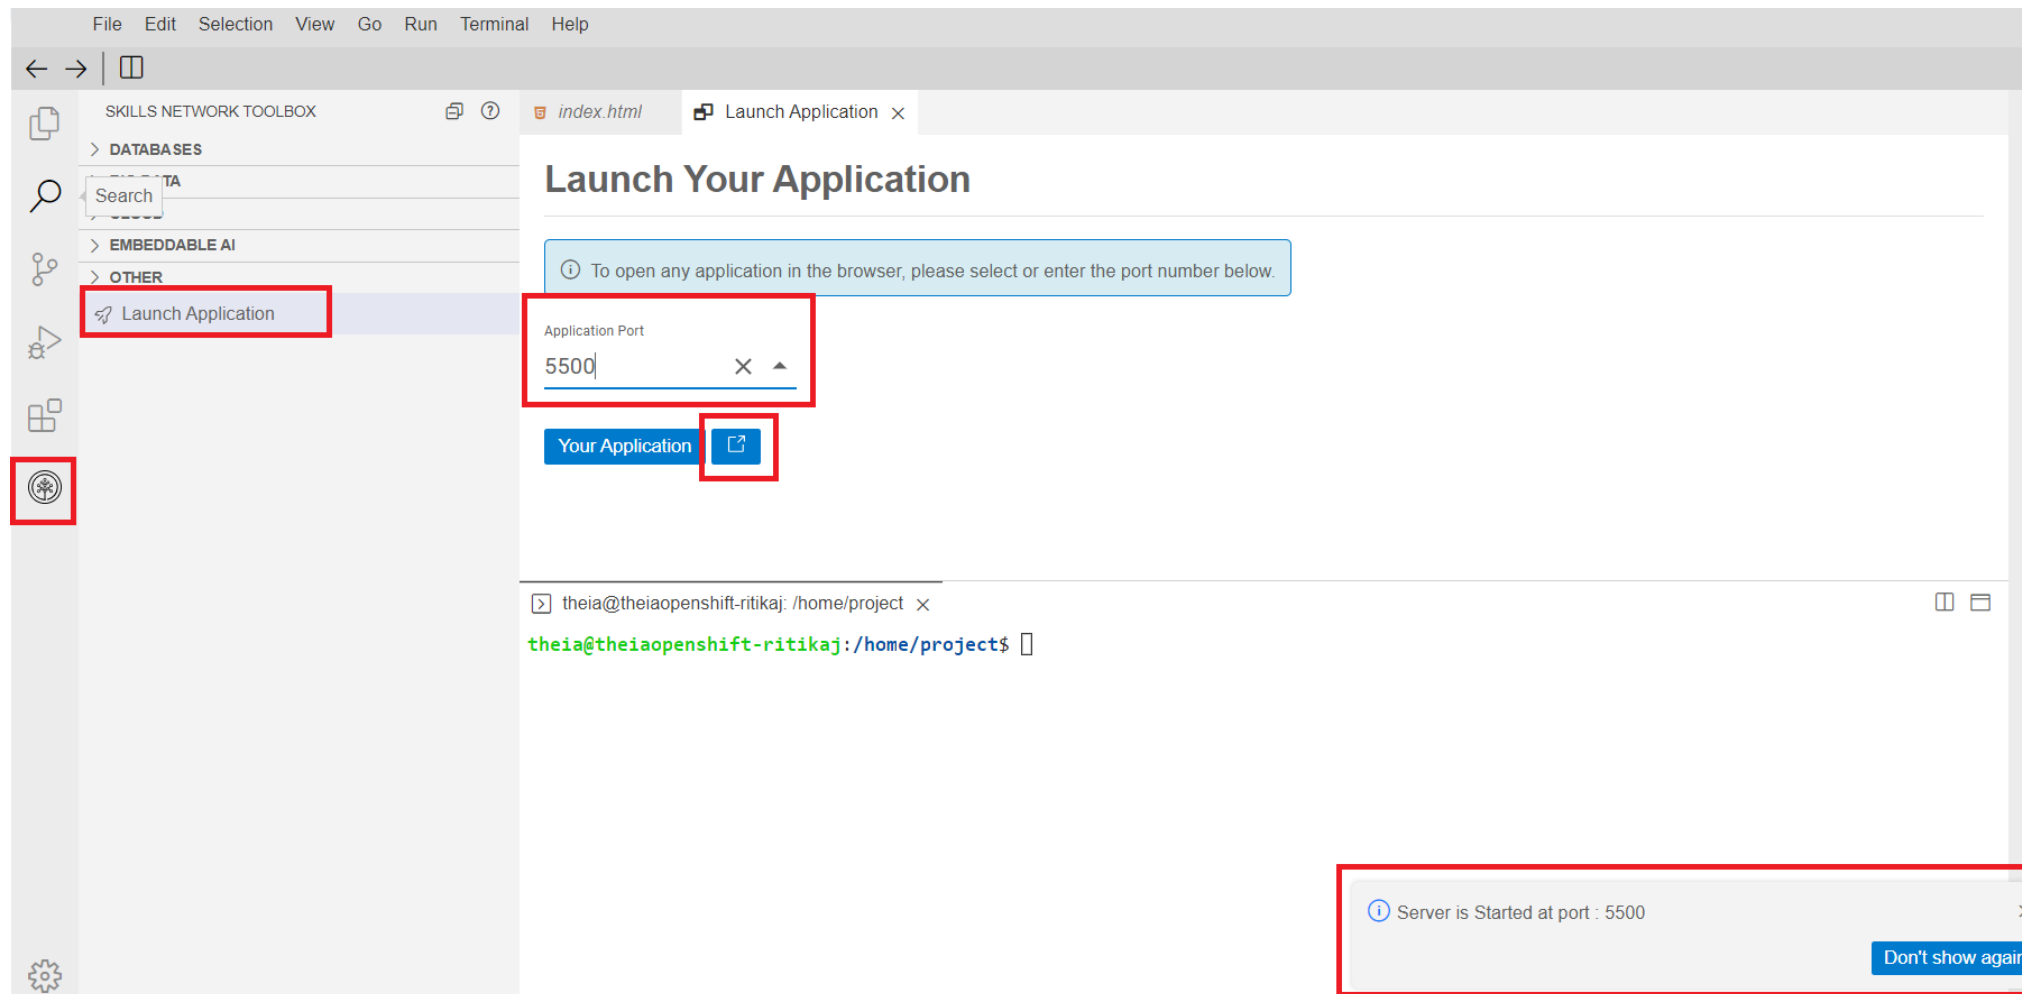 File Edit Selection View Go Run Terminal Help
SKILLS NETWORK TOOLBOX
DATABASES
TA
Search
EMBEDDABLE AI
OTHER
Launch Application
index.html
Launch Application
Launch Your Application
To open any application in the browser, please select or enter the port number below.
Application Port
5500
Your Application
theia@theiaopenshift-ritikaj: /home/project
theia@theiaopenshift-ritikaj:/home/project$
Server is Started at port : 5500
Don't show again